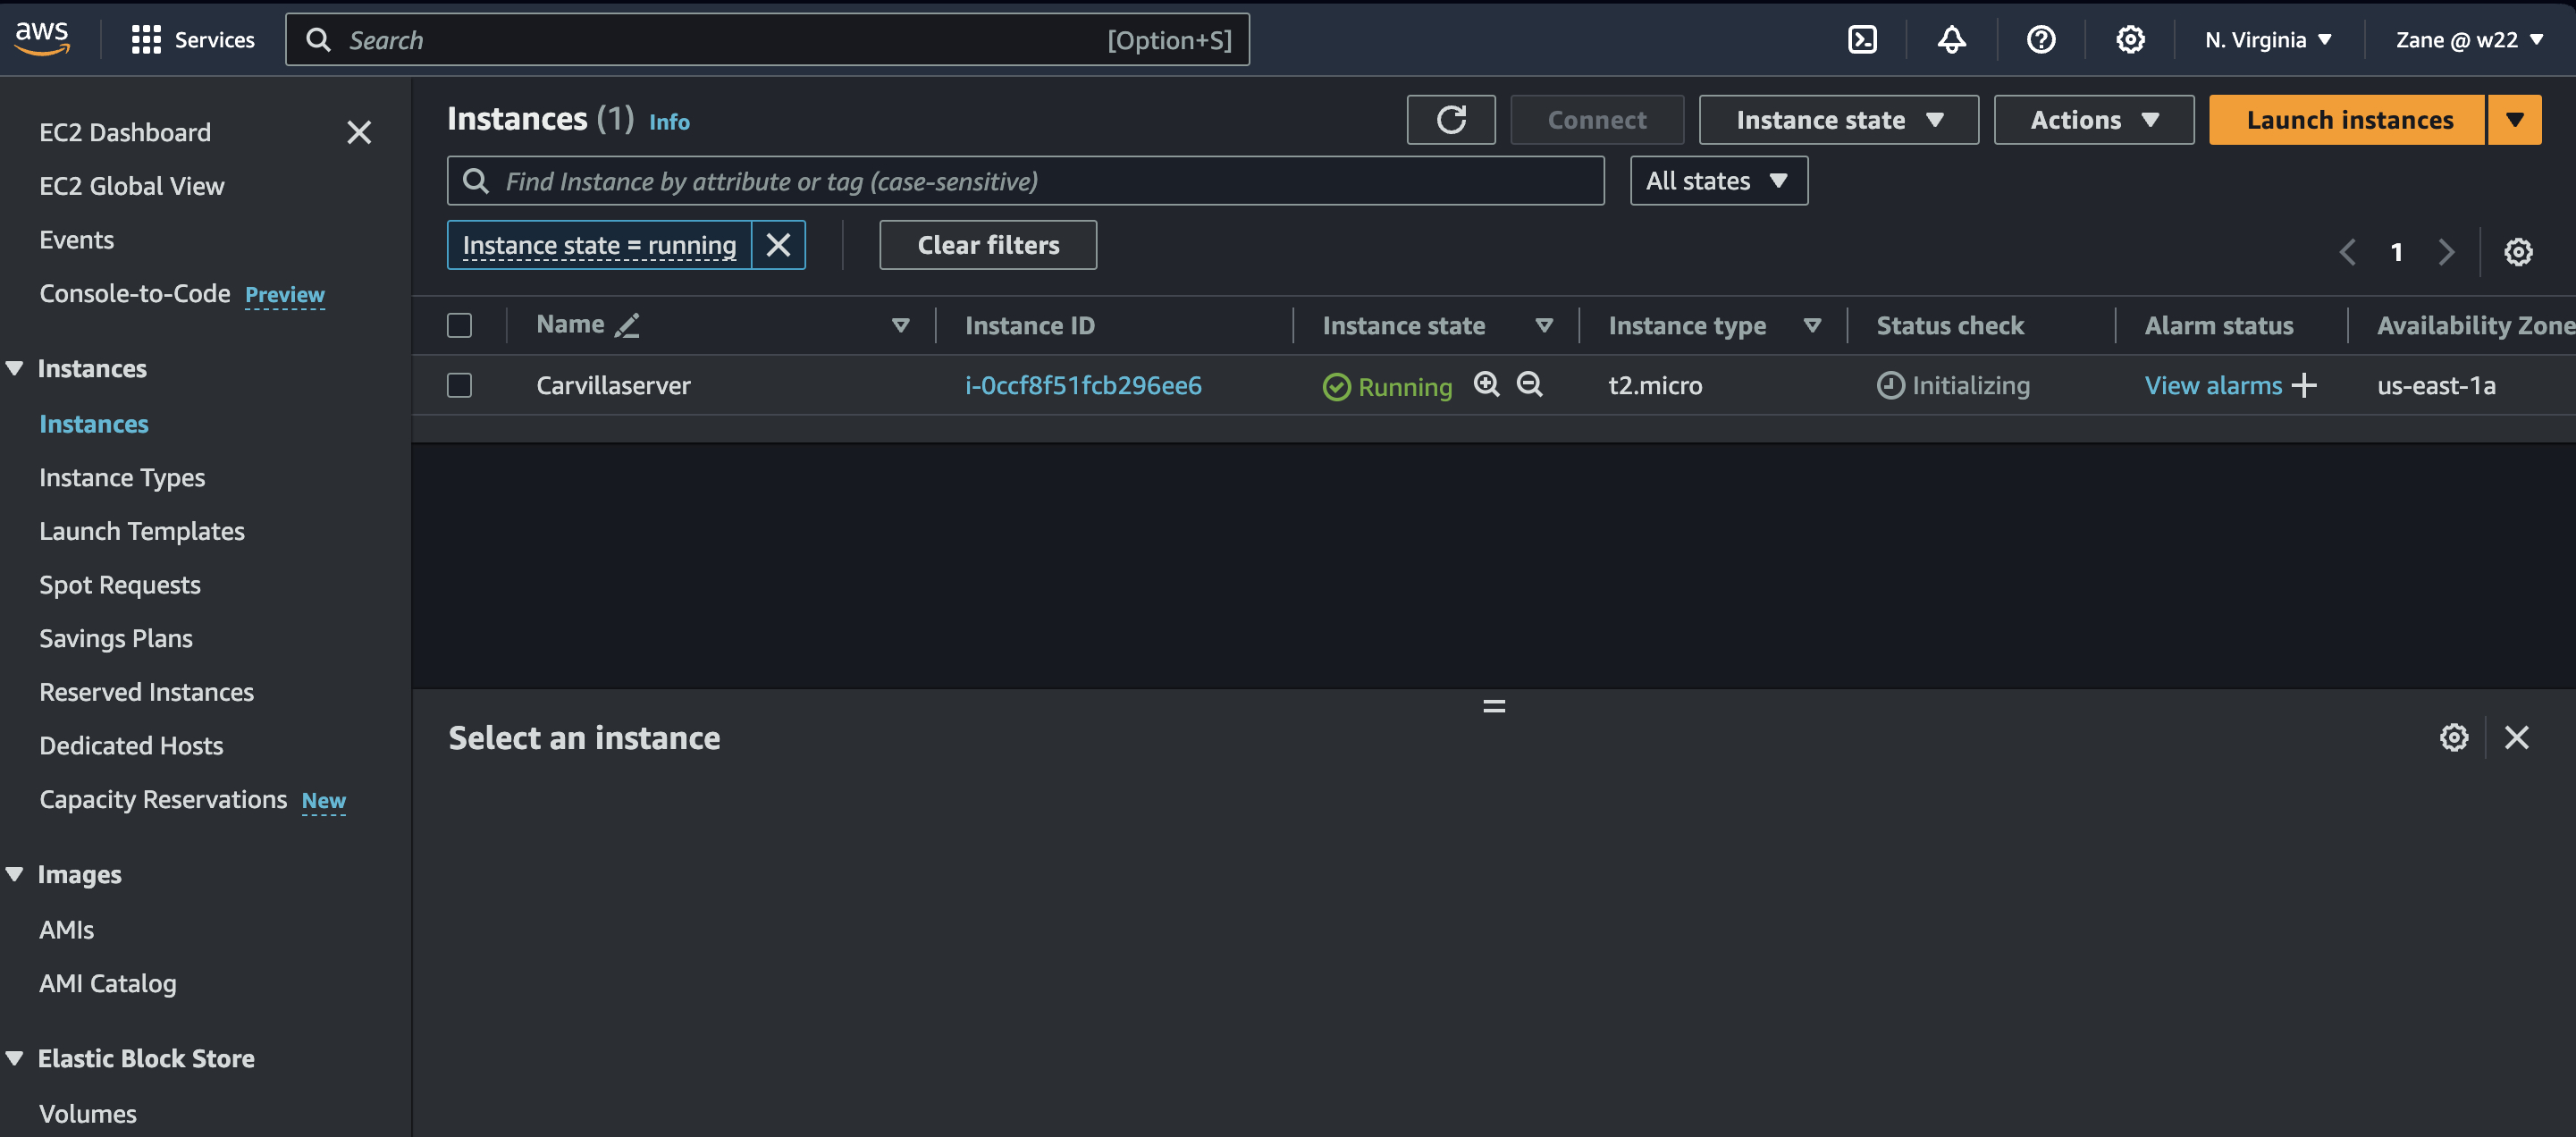 aws Services Search [Option+S] N. Virginia Zane @ w22
EC2 Dashboard
EC2 Global View
Events
Console-to-Code Preview
Instances
Instances
Instance Types
Launch Templates
Spot Requests
Savings Plans
Reserved Instances
Dedicated Hosts
Capacity Reservations New
Images
AMIs
AMI Catalog
Elastic Block Store
Volumes
Instances (1) Info Connect Instance state Actions Launch instances
Find Instance by attribute or tag (case-sensitive) All states
Instance state = running Clear filters 1
Name Instance ID Instance state Instance type Status check Alarm status Availability Zone
Carvillaserver i-0ccf8f51fcb296ee6 Running t2.micro Initializing View alarms + us-east-1a
Select an instance